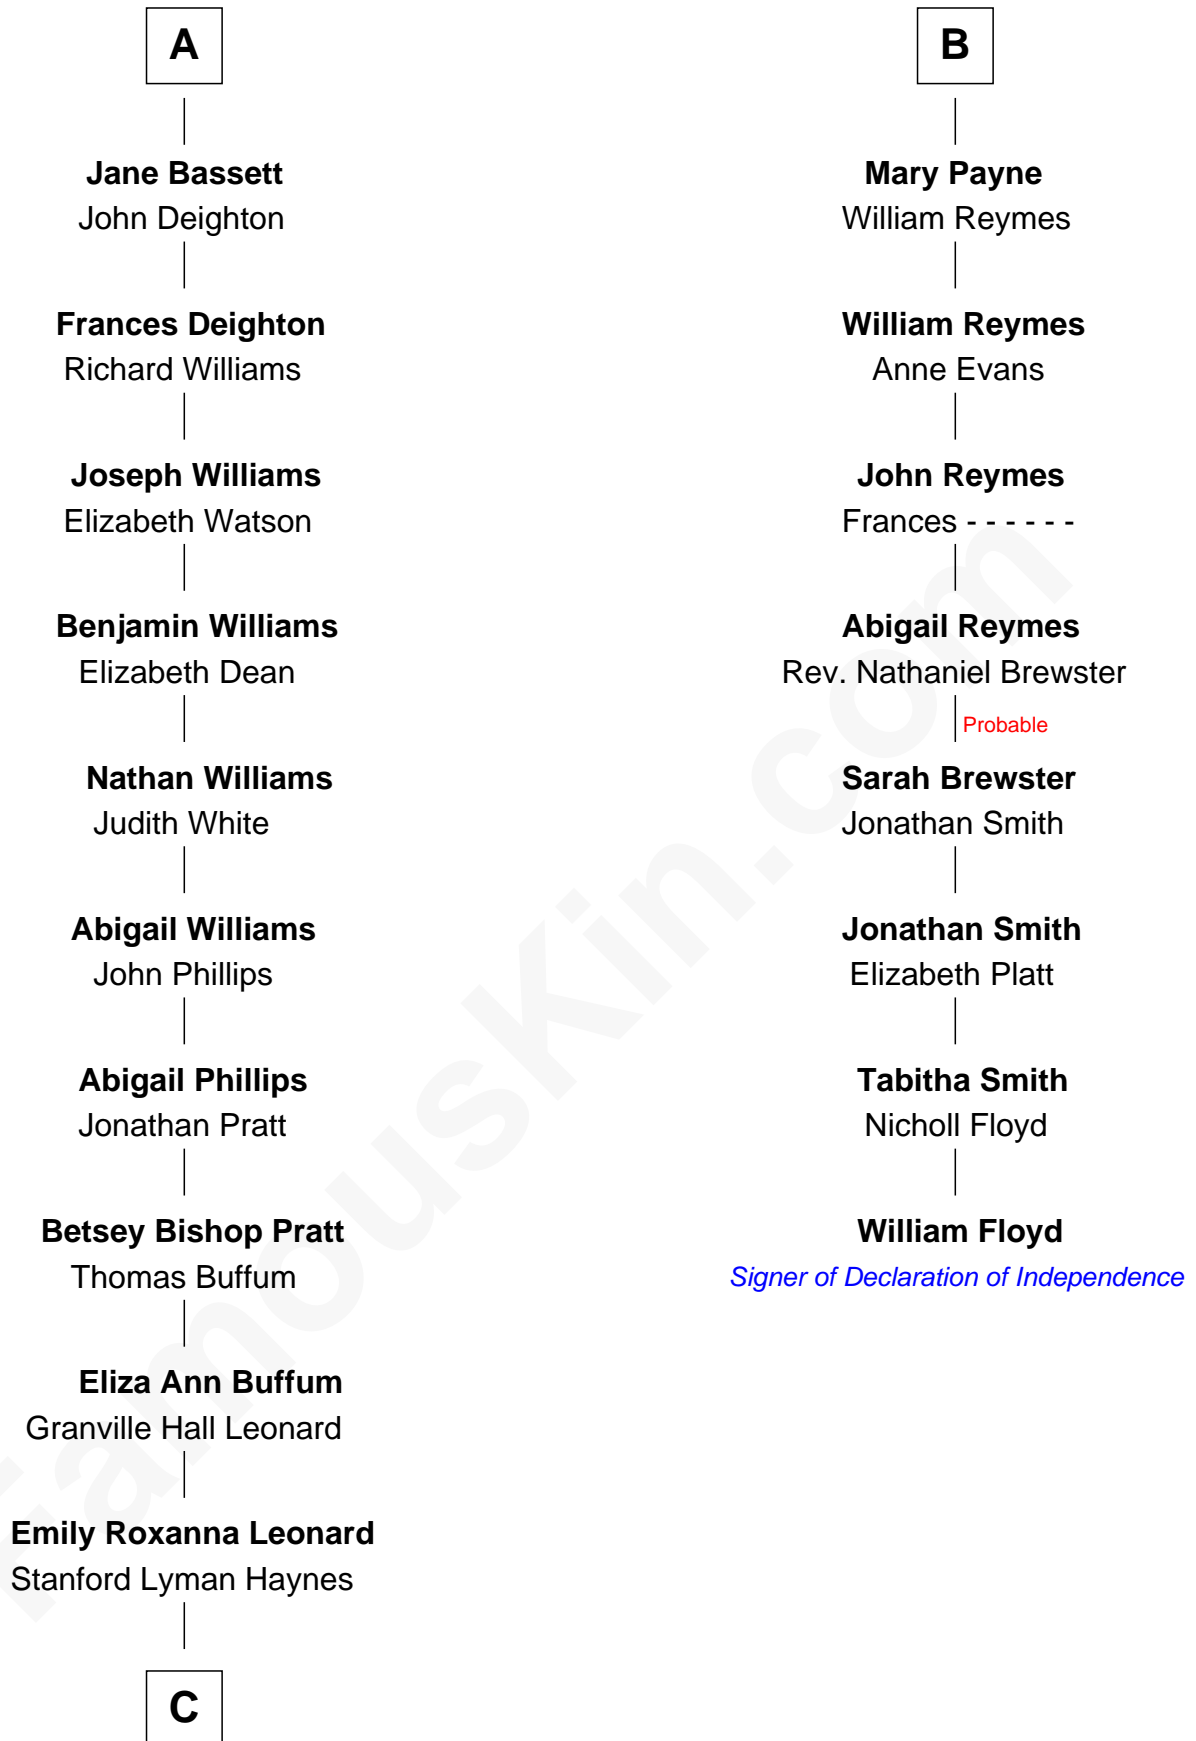 A
Jane Bassett
John Deighton
Frances Deighton
Richard Williams
Joseph Williams
Elizabeth Watson
Benjamin Williams
Elizabeth Dean
Nathan Williams
Judith White
Abigail Williams
John Phillips
Abigail Phillips
Jonathan Pratt
Betsey Bishop Pratt
Thomas Buffum
Eliza Ann Buffum
Granville Hall Leonard
Emily Roxanna Leonard
Stanford Lyman Haynes
C
B
Mary Payne
William Reymes
William Reymes
Anne Evans
John Reymes
Frances - - - - - -
Abigail Reymes
Rev. Nathaniel Brewster
Probable
Sarah Brewster
Jonathan Smith
Jonathan Smith
Elizabeth Platt
Tabitha Smith
Nicholl Floyd
William Floyd
Signer of Declaration of Independence
FamousKin.com